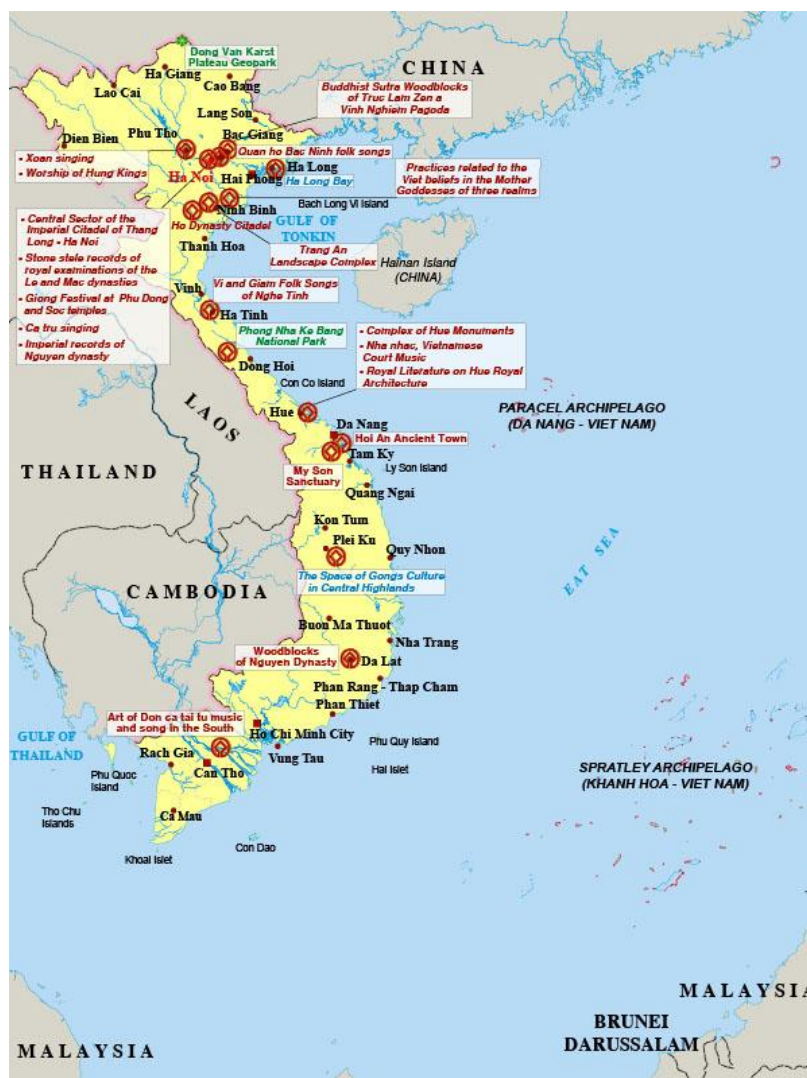 Dong Van Karst
Plateau Geopark
CHINA
Ha Giang
Cao Bang
Lao Cai
Buddhist Sutra Woodblocks
of Truc Lam Zen a
Vinh Nghiem Pagoda
Lang Son
Phu Tho
Dien Bien
Bac Giang
Quan ho Bac Ninh folk songs
- Xoan singing
- Worship of Hung Kings
Ha Noi
Hai Phong
Ha Long
Ha Long Bay
Practices related to the
Viet beliefs in the Mother
Goddesses of three realms
Ninh Binh
Bach Long Vi Island
- Central Sector of the
Imperial Citadel of Thang
Long - Ha Noi
- Stone stele records of
royal examinations of the
Le and Mac dynasties
- Giong Festival at Phu Dong
and Soc temples
- Ca tru singing
- Imperial records of
Nguyen dynasty
Ho Dynasty Citadel
GULF OF
TONKIN
Thanh Hoa
Trang An
Landscape Complex
Hainan Island
(CHINA)
Vinh
Vi and Giam Folk Songs
of Nghe Tinh
Ha Tinh
Phong Nha Ke Bang
National Park
- Complex of Hue Monuments
- Nha nhac, Vietnamese
Court Music
- Royal Literature on Hue Royal
Architecture
Dong Hoi
Con Co Island
LAOS
Hue
PARACEL ARCHIPELAGO
(DA NANG - VIET NAM)
Da Nang
Hoi An Ancient Town
Tam Ky
THAILAND
My Son
Sanctuary
Ly Son Island
Quang Ngai
Kon Tum
Plei Ku
Quy Nhon
EAT SEA
The Space of Gongs Culture
in Central Highlands
CAMBODIA
Buon Ma Thuot
Nha Trang
Woodblocks
of Nguyen Dynasty
Da Lat
Phan Rang - Thap Cham
Phan Thiet
Art of Don ca tai tu music
and song in the South
Ho Chi Minh City
GULF OF
THAILAND
Rach Gia
Vung Tau
Phu Quy Island
Phu Quoc
Island
Can Tho
Hai Islet
SPRATLEY ARCHIPELAGO
(KHANH HOA - VIET NAM)
Tho Chu
Islands
Ca Mau
Khoai Islet
Con Dao
MALAYSIA
BRUNEI
DARUSSALAM
MALAYSIA